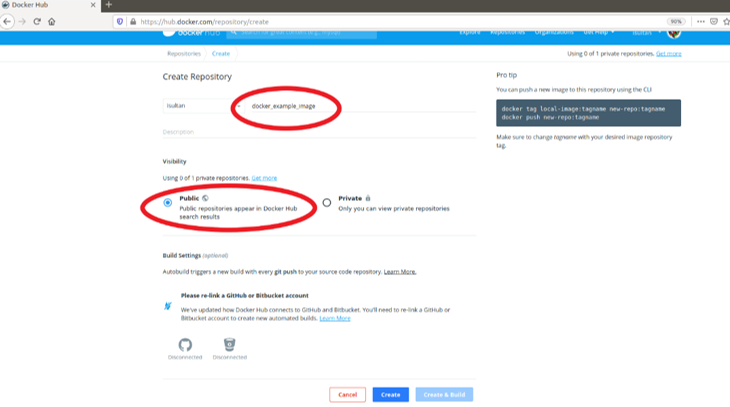 Docker Hub
https://hub.docker.com/repository/create
90%
docker hub
Explore Repositories Organizations Get Help
Repositories Create
Using 0 of 1 private repositories. Get more
Create Repository
docker_example_image
Description
Visibility
Using 0 of 1 private repositories. Get more
Public
Public repositories appear in Docker Hub
search results
Private
Only you can view private repositories
Build Settings (optional)
Autobuild triggers a new build with every git push to your source code repository. Learn More.
Please re-link a GitHub or Bitbucket account
We've updated how Docker Hub connects to GitHub and Bitbucket. You'll need to re-link a GitHub or
Bitbucket account to create new automated builds. Learn More
Disconnected Disconnected
Cancel Create Create & Build
Pro tip
You can push a new image to this repository using the CLI
docker tag local-image:tagname new-repo:tagname
docker push new-repo:tagname
Make sure to change tagname with your desired image repository
tag.